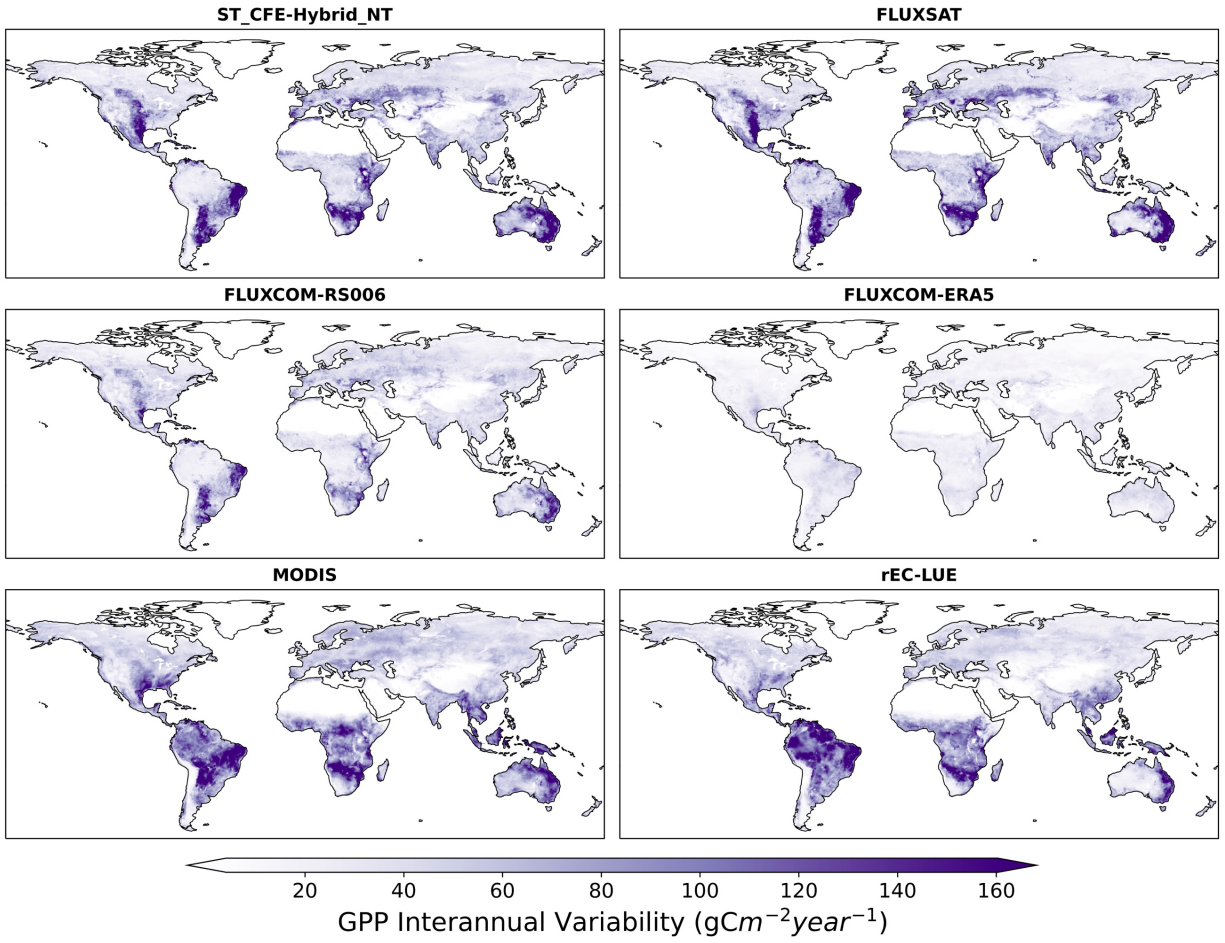 ST_CFE-Hybrid_NT
FLUXSAT
FLUXCOM-RS006
FLUXCOM-ERA5
MODIS
rEC-LUE
20 40 60 80 100 120 140 160
GPP Interannual Variability (gCm⁻²year⁻¹)